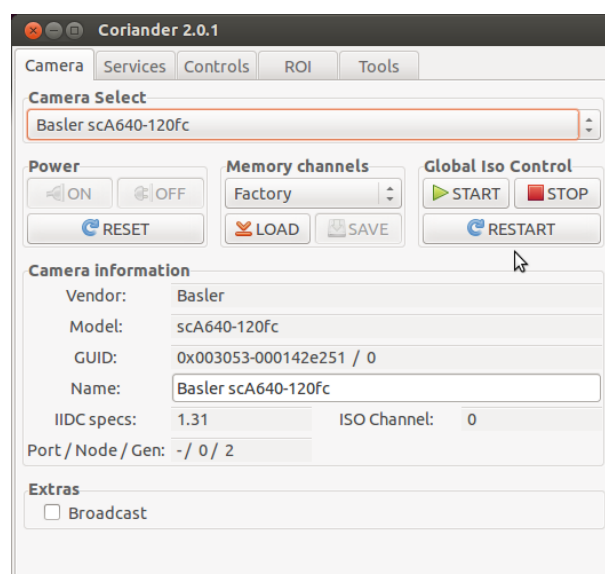 Coriander 2.0.1
Camera Services Controls ROI Tools
Camera Select
Basler scA640-120fc
Power Memory channels Global Iso Control
ON OFF Factory START STOP
RESET LOAD SAVE RESTART
Camera information
Vendor: Basler
Model: scA640-120fc
GUID: 0x003053-000142e251 / 0
Name: Basler scA640-120fc
IIDC specs: 1.31 ISO Channel: 0
Port / Node / Gen: -/ 0 / 2
Extras
Broadcast